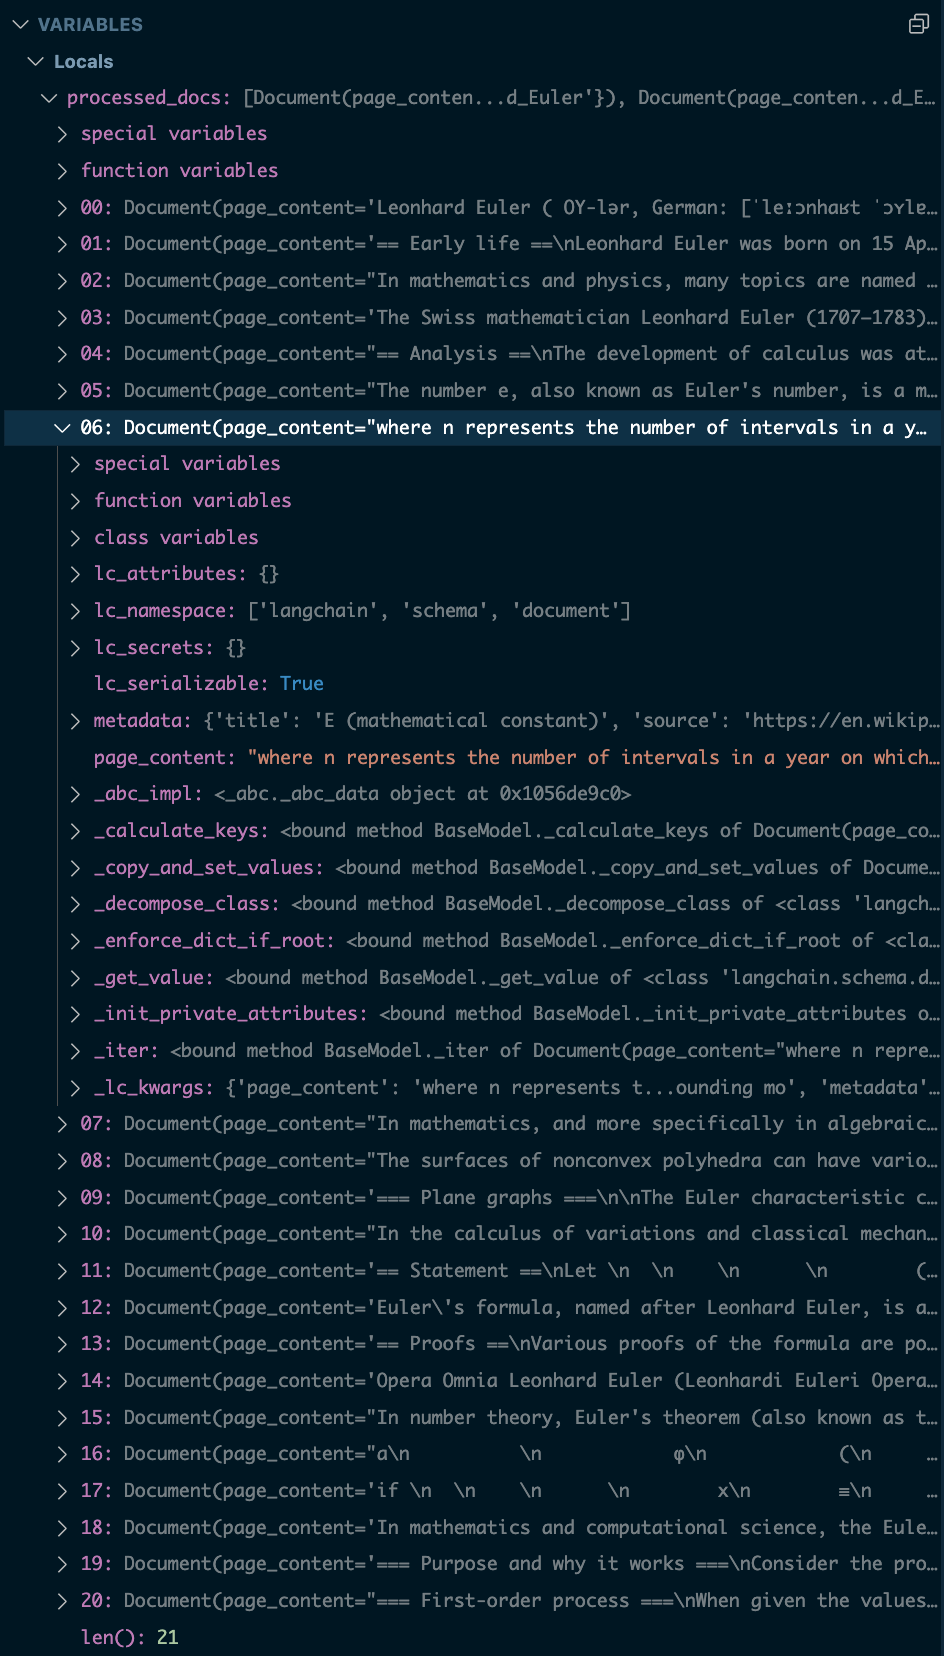 VARIABLES
Locals
processed_docs: [Document(page_conten...d_Euler'}), Document(page_conten...d_E…
special variables
function variables
00: Document(page_content='Leonhard Euler ( OY-lər, German: [ˈleːɔnhaʁt ˈɔʏlɐ…
01: Document(page_content='== Early life ==\nLeonhard Euler was born on 15 Ap…
02: Document(page_content="In mathematics and physics, many topics are named …
03: Document(page_content='The Swiss mathematician Leonhard Euler (1707–1783)…
04: Document(page_content="== Analysis ==\nThe development of calculus was at…
05: Document(page_content="The number e, also known as Euler's number, is a m…
06: Document(page_content="where n represents the number of intervals in a y…
special variables
function variables
class variables
lc_attributes: {}
lc_namespace: ['langchain', 'schema', 'document']
lc_secrets: {}
lc_serializable: True
metadata: {'title': 'E (mathematical constant)', 'source': 'https://en.wikip…
page_content: "where n represents the number of intervals in a year on which…
_abc_impl: <_abc._abc_data object at 0x1056de9c0>
_calculate_keys: <bound method BaseModel._calculate_keys of Document(page_co…
_copy_and_set_values: <bound method BaseModel._copy_and_set_values of Docume…
_decompose_class: <bound method BaseModel._decompose_class of <class 'langch…
_enforce_dict_if_root: <bound method BaseModel._enforce_dict_if_root of <cla…
_get_value: <bound method BaseModel._get_value of <class 'langchain.schema.d…
_init_private_attributes: <bound method BaseModel._init_private_attributes o…
_iter: <bound method BaseModel._iter of Document(page_content="where n repre…
_lc_kwargs: {'page_content': 'where n represents t...ounding mo', 'metadata'…
07: Document(page_content="In mathematics, and more specifically in algebraic…
08: Document(page_content="The surfaces of nonconvex polyhedra can have vario…
09: Document(page_content='=== Plane graphs ===\n\nThe Euler characteristic c…
10: Document(page_content="In the calculus of variations and classical mechan…
11: Document(page_content='== Statement ==\nLet \n  \n    \n      \n        (…
12: Document(page_content='Euler\'s formula, named after Leonhard Euler, is a…
13: Document(page_content='== Proofs ==\nVarious proofs of the formula are po…
14: Document(page_content='Opera Omnia Leonhard Euler (Leonhardi Euleri Opera…
15: Document(page_content="In number theory, Euler's theorem (also known as t…
16: Document(page_content="a\n          \n            φ\n            (\n     …
17: Document(page_content='if \n  \n    \n      \n        x\n        ≡\n     …
18: Document(page_content='In mathematics and computational science, the Eule…
19: Document(page_content='=== Purpose and why it works ===\nConsider the pro…
20: Document(page_content="=== First-order process ===\nWhen given the values…
len(): 21